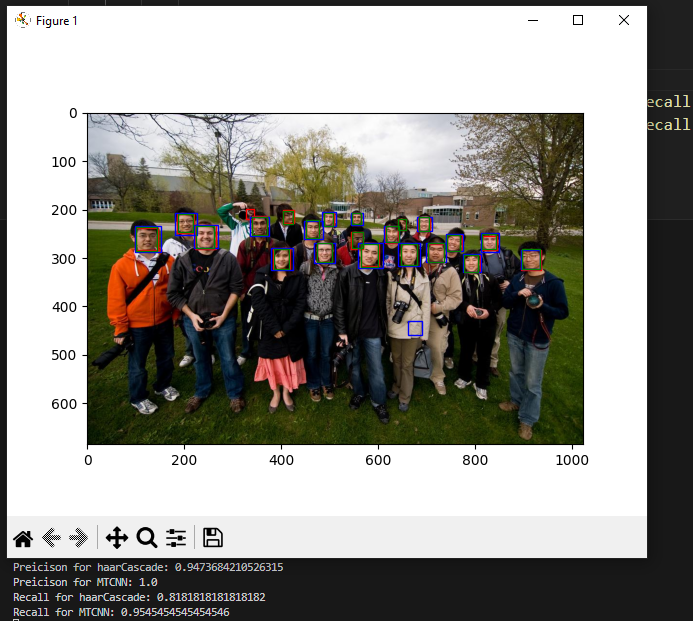 Figure 1
ecall
ecall
0
100
200
300
400
500
600
0 200 400 600 800 1000
Preicison for haarCascade: 0.9473684210526315
Preicison for MTCNN: 1.0
Recall for haarCascade: 0.8181818181818182
Recall for MTCNN: 0.9545454545454546